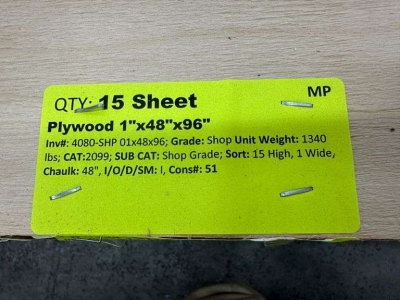 MP
QTY: 15 Sheet
Plywood 1"x48"x96"
Inv#: 4080-SHP 01x48x96; Grade: Shop Unit Weight: 1340
lbs; CAT:2099; SUB CAT: Shop Grade; Sort: 15 High, 1 Wide,
Chaulk: 48", I/O/D/SM: I, Cons#: 51